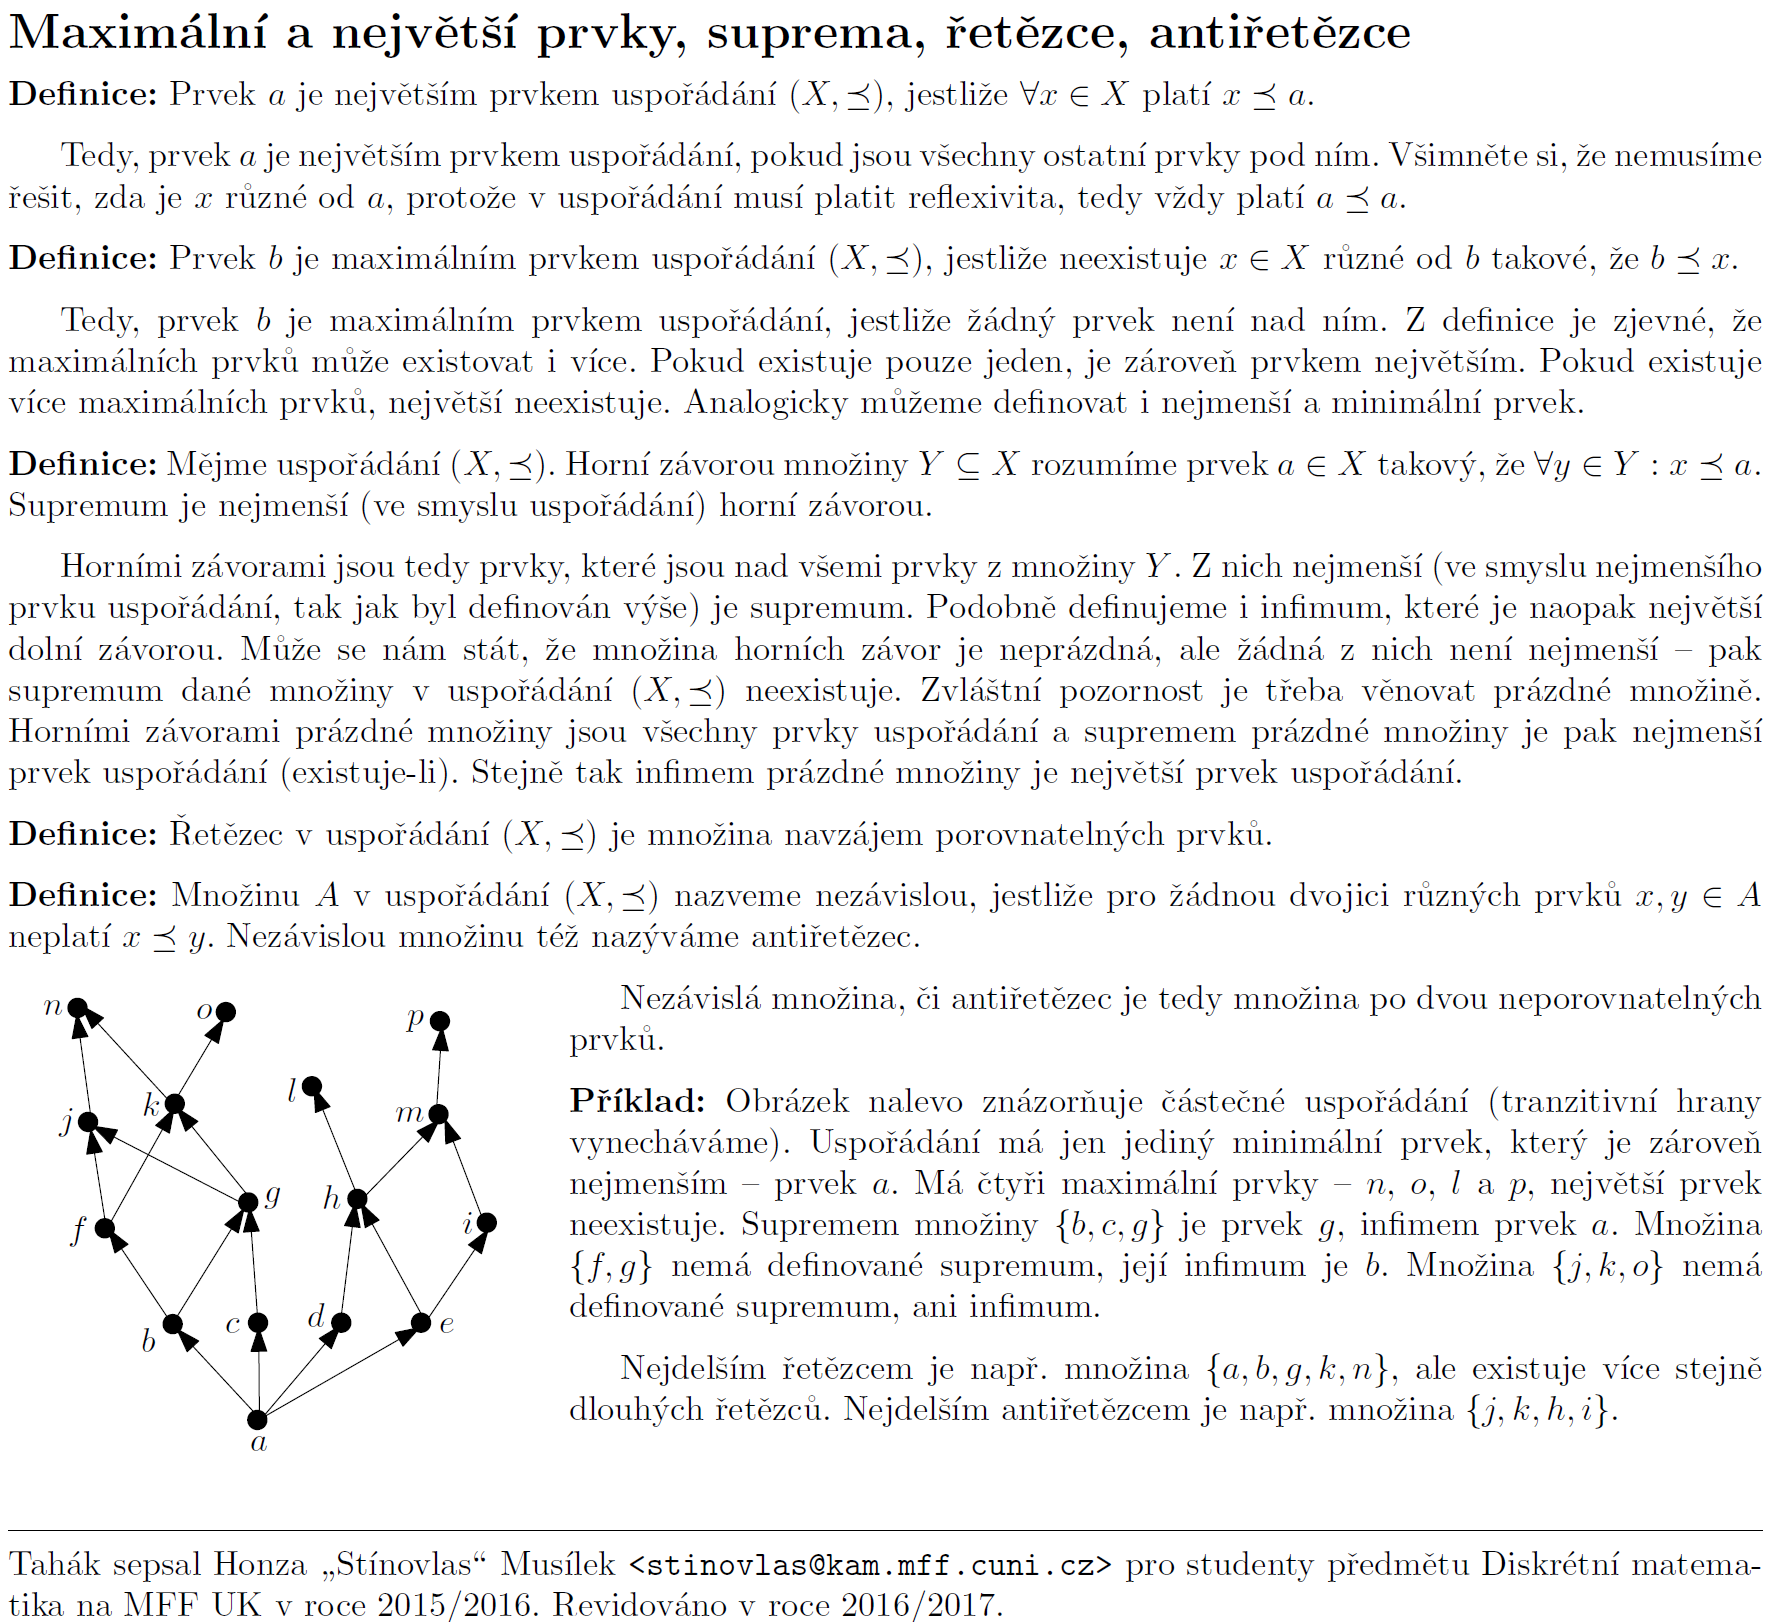 Maximální a největší prvky, suprema, řetězce, antiřetězce
Definice: Prvek a je největším prvkem uspořádání (X, ⪯), jestliže ∀x ∈ X platí x ⪯ a.
Tedy, prvek a je největším prvkem uspořádání, pokud jsou všechny ostatní prvky pod ním. Všimněte si, že nemusíme
řešit, zda je x různé od a, protože v uspořádání musí platit reflexivita, tedy vždy platí a ⪯ a.
Definice: Prvek b je maximálním prvkem uspořádání (X, ⪯), jestliže neexistuje x ∈ X různé od b takové, že b ⪯ x.
Tedy, prvek b je maximálním prvkem uspořádání, jestliže žádný prvek není nad ním. Z definice je zjevné, že
maximálních prvků může existovat i více. Pokud existuje pouze jeden, je zároveň prvkem největším. Pokud existuje
více maximálních prvků, největší neexistuje. Analogicky můžeme definovat i nejmenší a minimální prvek.
Definice: Mějme uspořádání (X, ⪯). Horní závorou množiny Y ⊆ X rozumíme prvek a ∈ X takový, že ∀y ∈ Y : x ⪯ a.
Supremum je nejmenší (ve smyslu uspořádání) horní závorou.
Horními závorami jsou tedy prvky, které jsou nad všemi prvky z množiny Y. Z nich nejmenší (ve smyslu nejmenšího
prvku uspořádání, tak jak byl definován výše) je supremum. Podobně definujeme i infimum, které je naopak největší
dolní závorou. Může se nám stát, že množina horních závor je neprázdná, ale žádná z nich není nejmenší – pak
supremum dané množiny v uspořádání (X, ⪯) neexistuje. Zvláštní pozornost je třeba věnovat prázdné množině.
Horními závorami prázdné množiny jsou všechny prvky uspořádání a supremem prázdné množiny je pak nejmenší
prvek uspořádání (existuje-li). Stejně tak infimem prázdné množiny je největší prvek uspořádání.
Definice: Řetězec v uspořádání (X, ⪯) je množina navzájem porovnatelných prvků.
Definice: Množinu A v uspořádání (X, ⪯) nazveme nezávislou, jestliže pro žádnou dvojici různých prvků x, y ∈ A
neplatí x ⪯ y. Nezávislou množinu též nazýváme antiřetězec.
n
o
p
l
k
m
j
g
h
f
i
b
c
d
e
a
Nezávislá množina, či antiřetězec je tedy množina po dvou neporovnatelných
prvků.
Příklad: Obrázek nalevo znázorňuje částečné uspořádání (tranzitivní hrany
vynecháváme). Uspořádání má jen jediný minimální prvek, který je zároveň
nejmenším – prvek a. Má čtyři maximální prvky – n, o, l a p, největší prvek
neexistuje. Supremem množiny {b, c, g} je prvek g, infimem prvek a. Množina
{f, g} nemá definované supremum, její infimum je b. Množina {j, k, o} nemá
definované supremum, ani infimum.
Nejdelším řetězcem je např. množina {a, b, g, k, n}, ale existuje více stejně
dlouhých řetězců. Nejdelším antiřetězcem je např. množina {j, k, h, i}.
Tahák sepsal Honza „Stínovlas“ Musílek <stinovlas@kam.mff.cuni.cz> pro studenty předmětu Diskrétní matema-
tika na MFF UK v roce 2015/2016. Revidováno v roce 2016/2017.